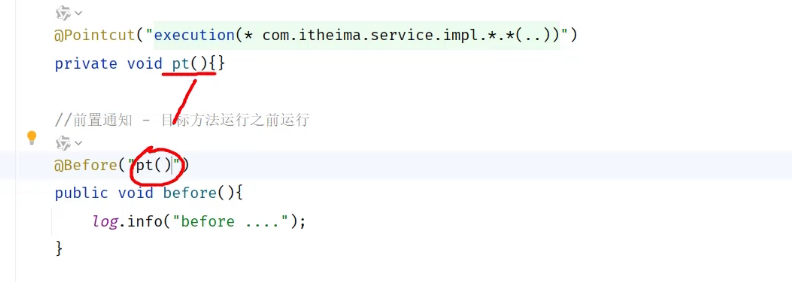 @Pointcut("execution(* com.itheima.service.impl.*.*(..))")
private void pt(){}
//前置通知 - 目标方法运行之前运行
@Before("pt()")
public void before(){
log.info("before ....");
}